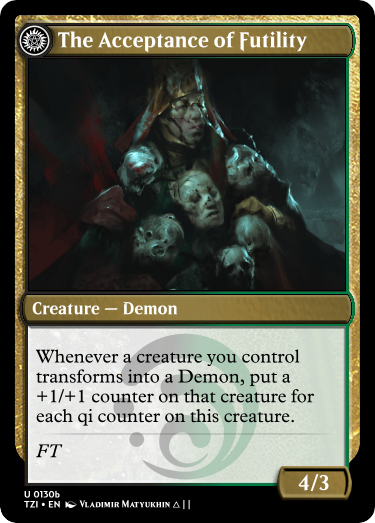 The Acceptance of Futility
Creature — Demon
Whenever a creature you control
transforms into a Demon, put a
+1/+1 counter on that creature for
each qi counter on this creature.
FT
4/3
U 0130b
TZI • EN Vladimir Matyukhin △ | |